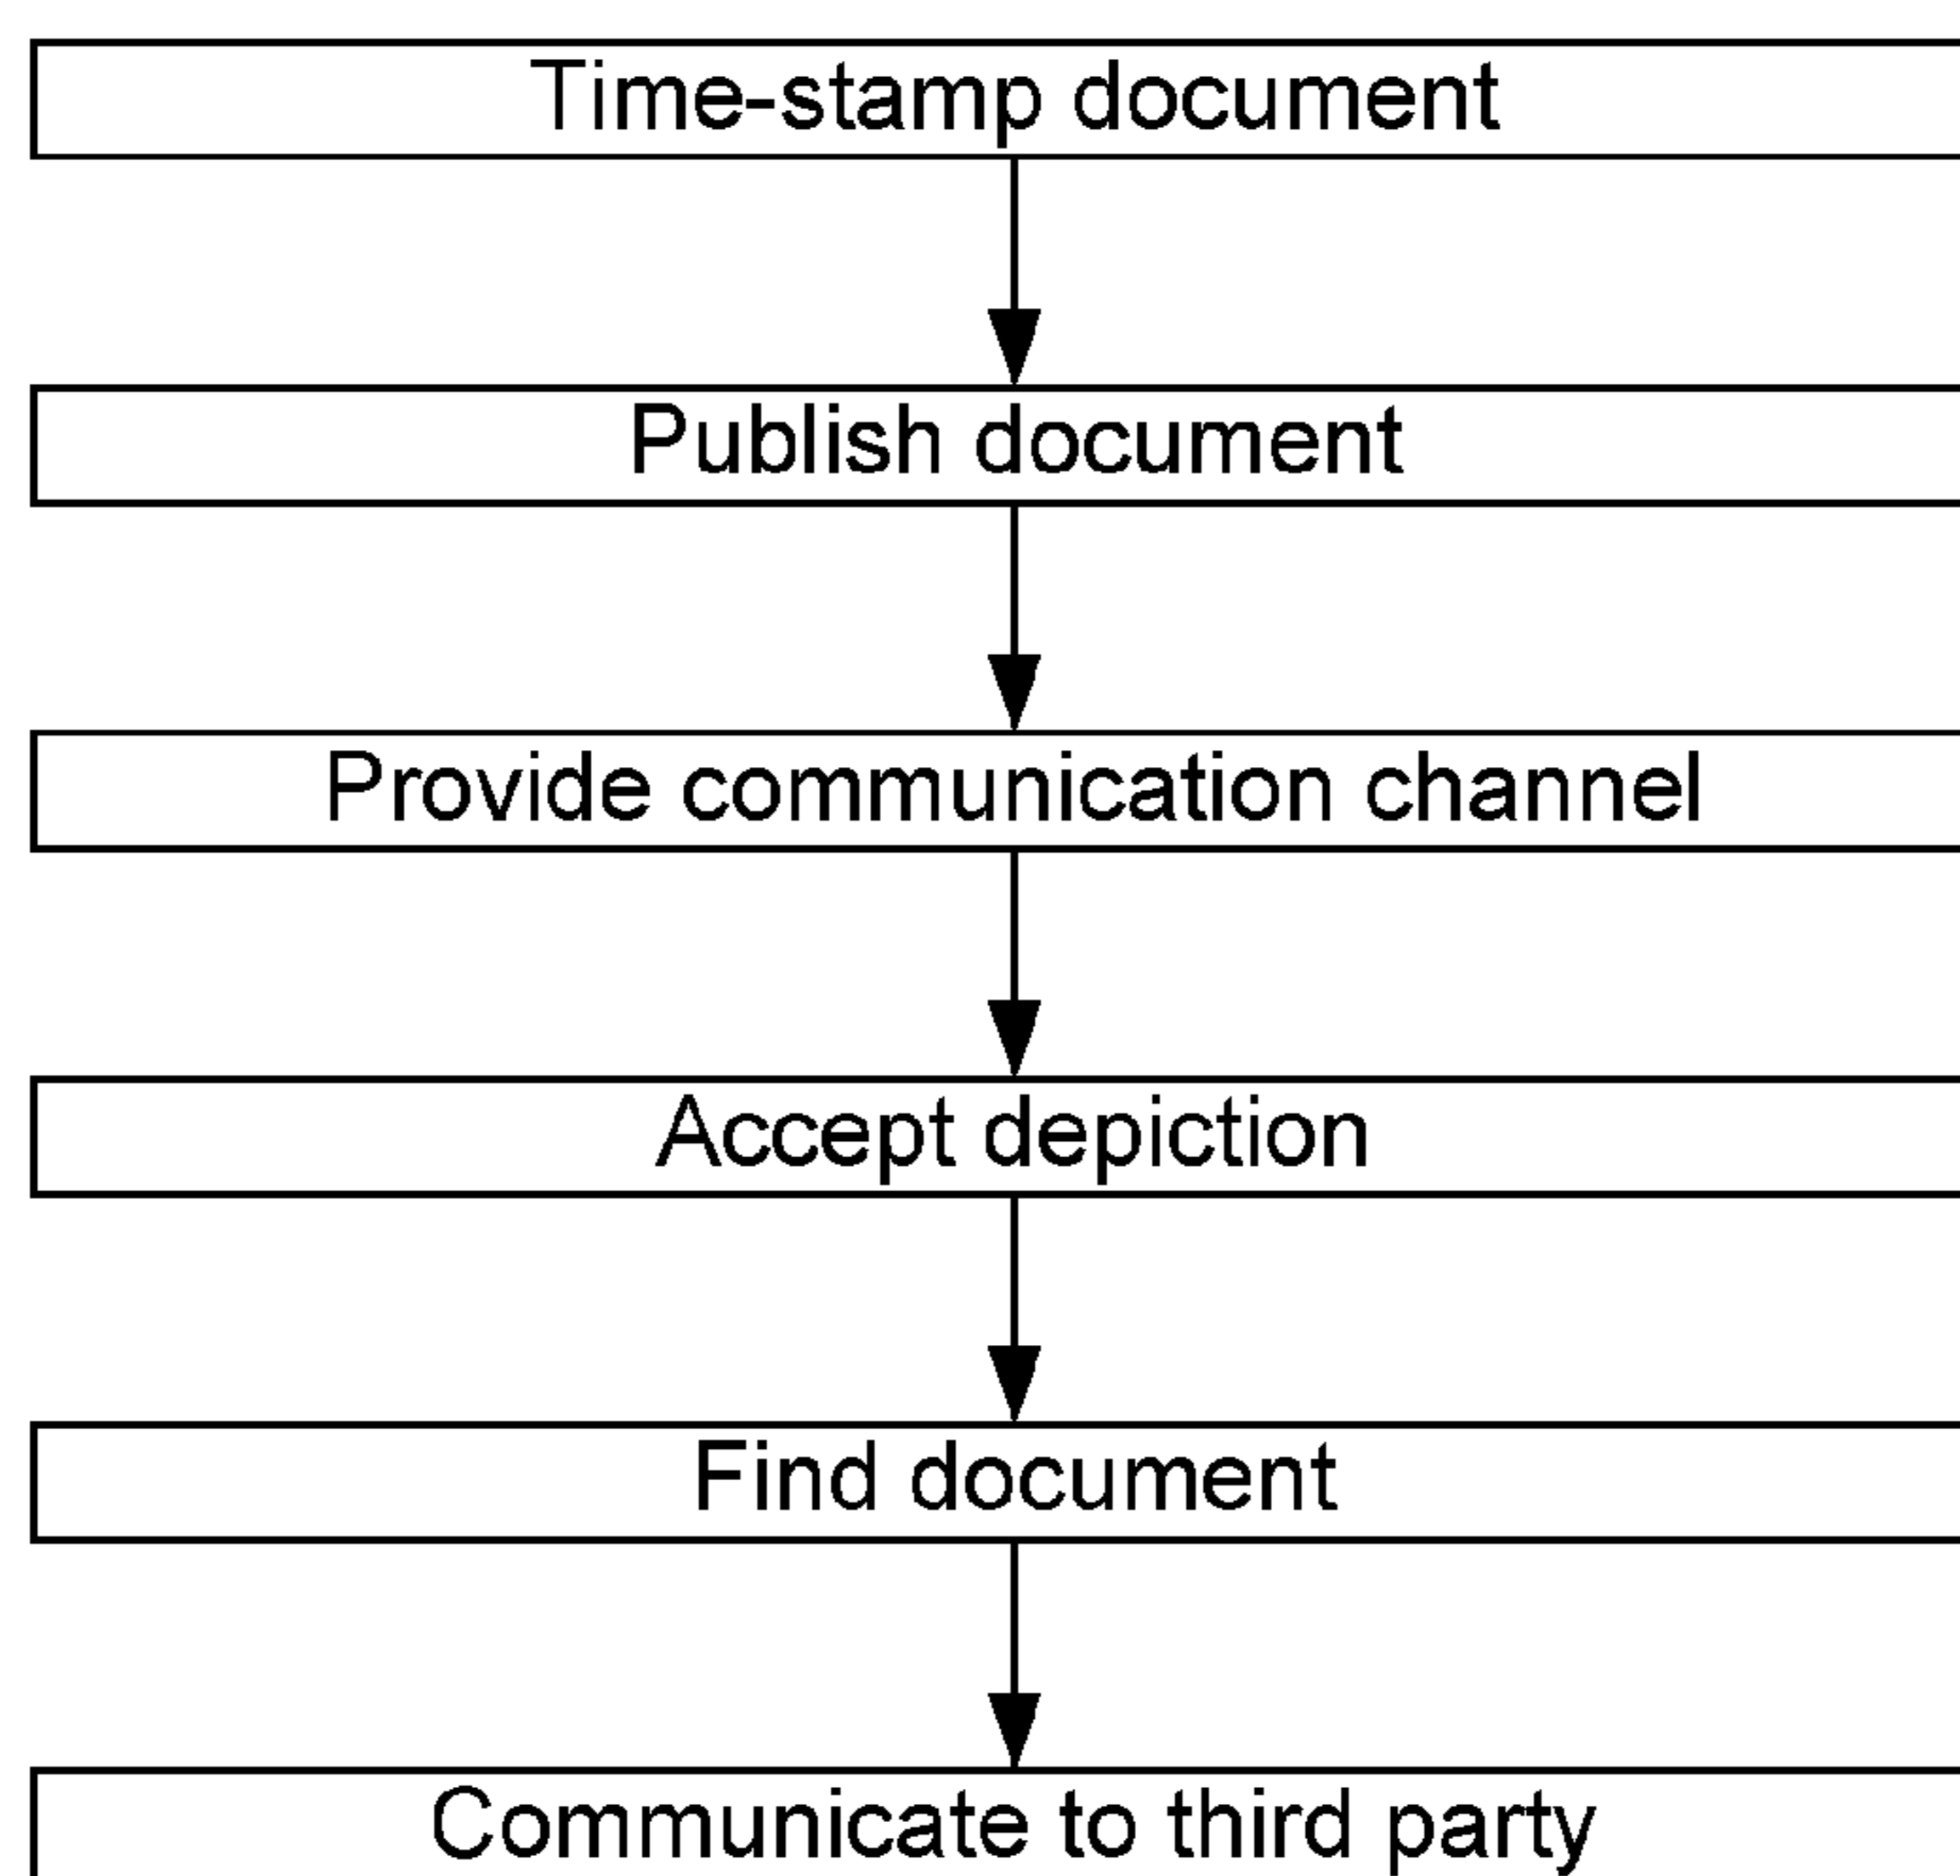 Time-stamp document
Publish document
Provide communication channel
Accept depiction
Find document
Communicate to third party